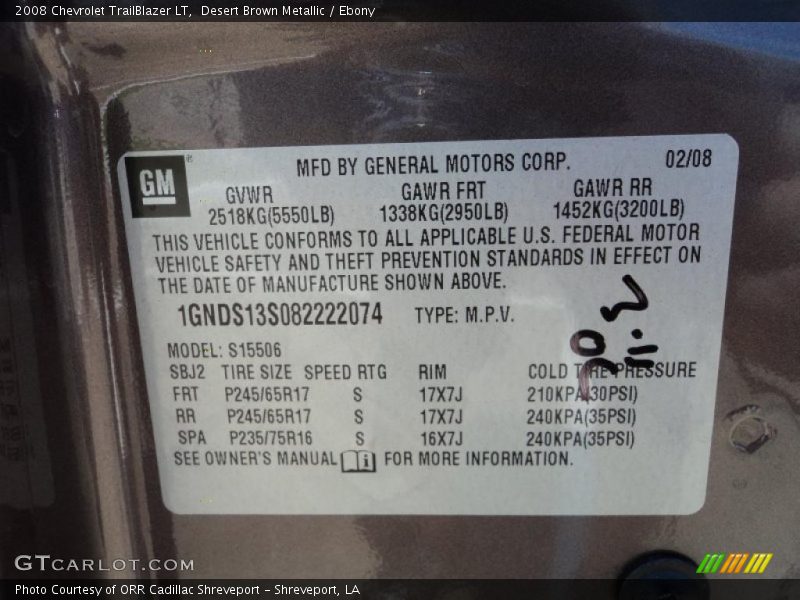 2008 Chevrolet TrailBlazer LT, Desert Brown Metallic / Ebony
GM
MFD BY GENERAL MOTORS CORP. 02/08
GVWR GAWR FRT GAWR RR
2518KG(5550LB) 1338KG(2950LB) 1452KG(3200LB)
THIS VEHICLE CONFORMS TO ALL APPLICABLE U.S. FEDERAL MOTOR
VEHICLE SAFETY AND THEFT PREVENTION STANDARDS IN EFFECT ON
THE DATE OF MANUFACTURE SHOWN ABOVE.
1GNDS13S082222074 TYPE: M.P.V.
MODEL: S15506
SBJ2 TIRE SIZE SPEED RTG RIM COLD TIRE PRESSURE
FRT P245/65R17 S 17X7J 210KPA(30PSI)
RR P245/65R17 S 17X7J 240KPA(35PSI)
SPA P235/75R16 S 16X7J 240KPA(35PSI)
SEE OWNER'S MANUAL FOR MORE INFORMATION.
GTCARLOT.COM
Photo Courtesy of ORR Cadillac Shreveport - Shreveport, LA